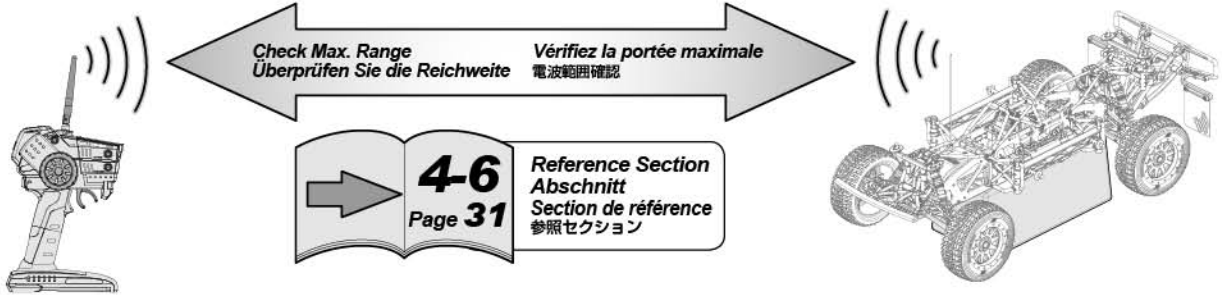 Check Max. Range
Überprüfen Sie die Reichweite
Vérifiez la portée maximale
電波範囲確認
4-6
Page 31
Reference Section
Abschnitt
Section de référence
参照セクション